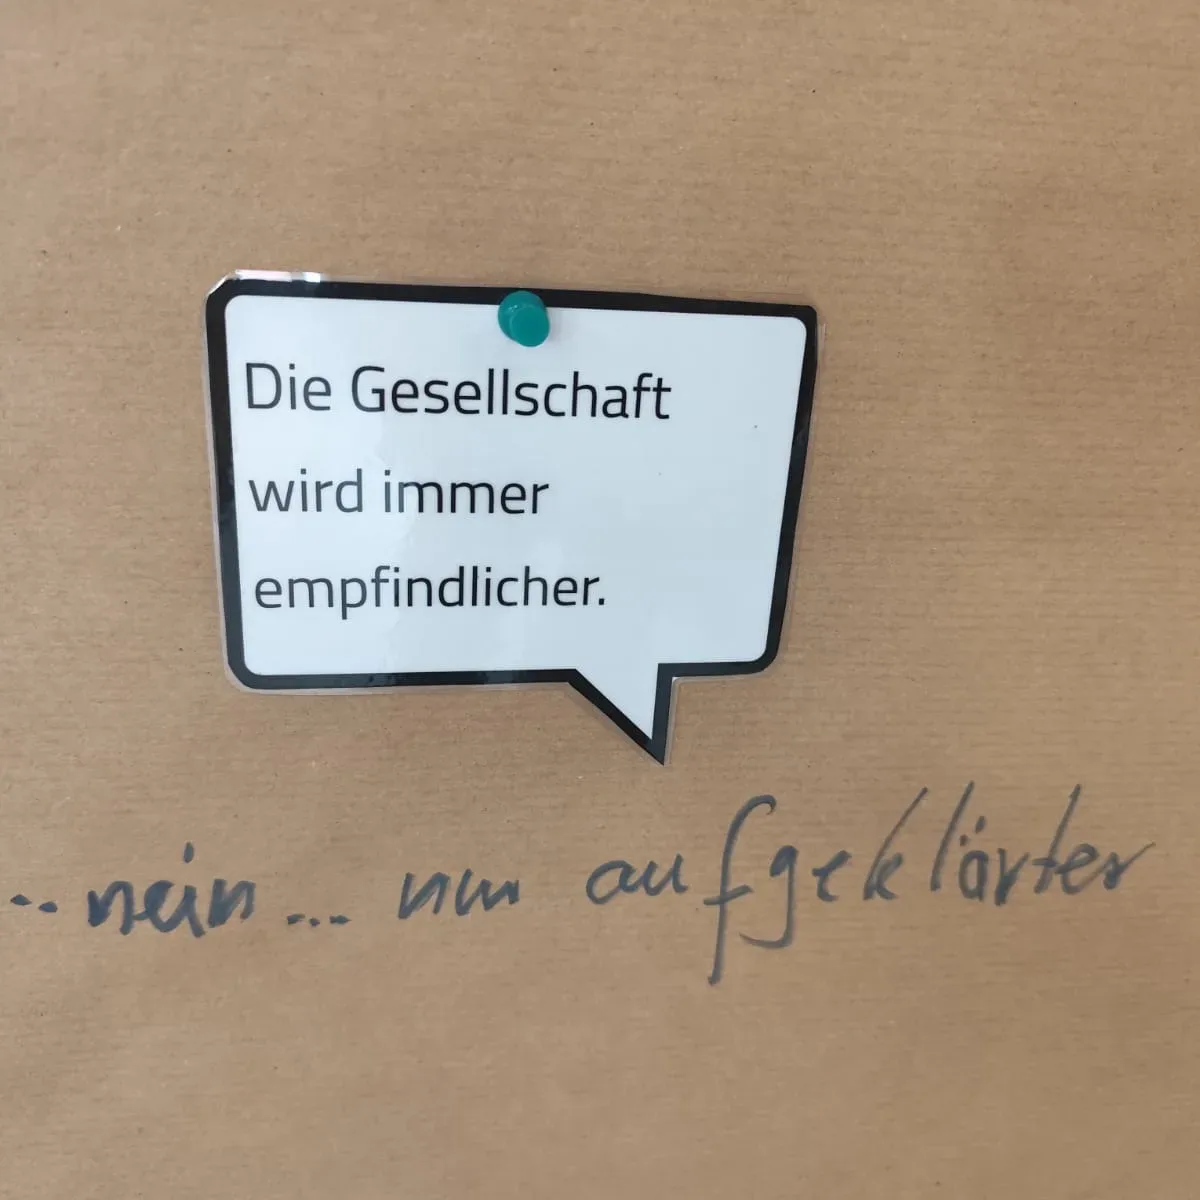 Die Gesellschaft
wird immer
empfindlicher.
..nein... nur aufgeklärter